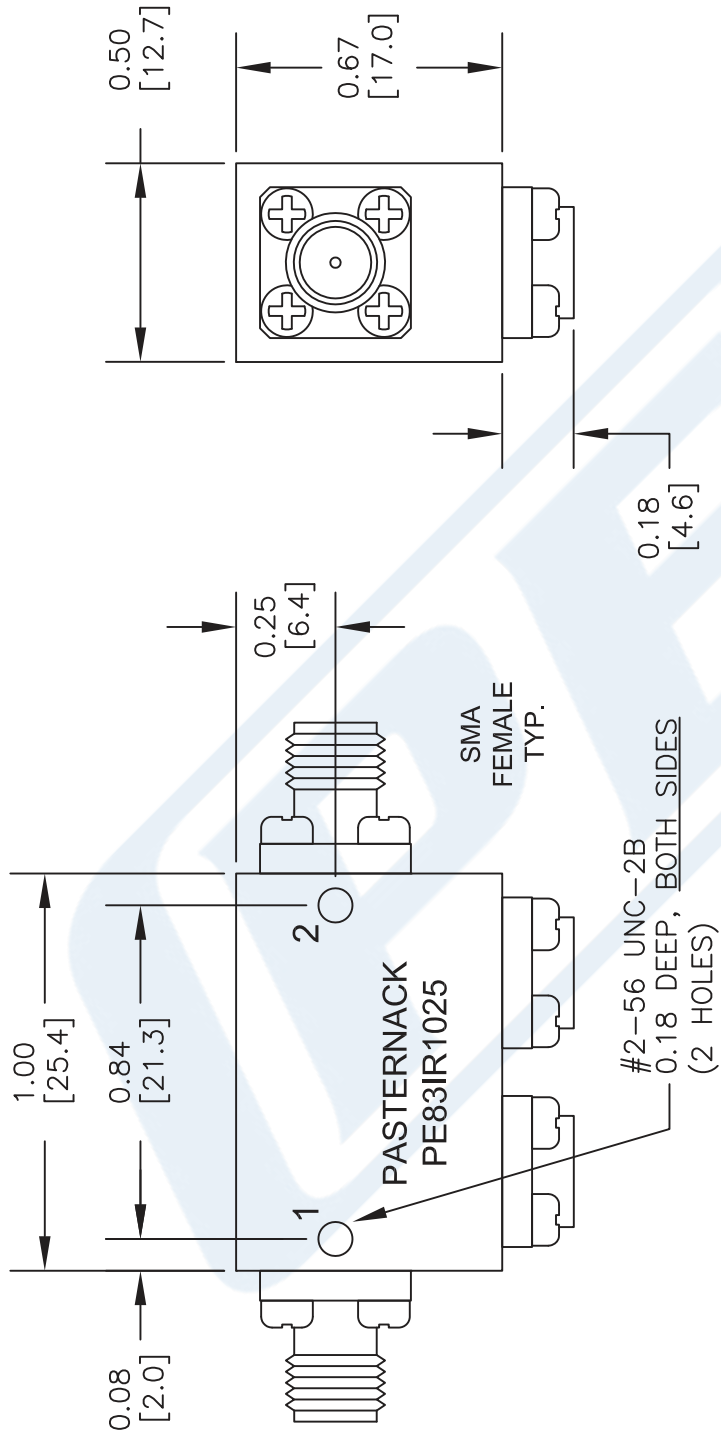 1.00
[25.4]
0.84
[21.3]
0.08
[2.0]
0.25
[6.4]
1
2
PASTERNACK
PE83IR1025
SMA
FEMALE
TYP.
#2-56 UNC-2B
0.18 DEEP, BOTH SIDES
(2 HOLES)
0.50
[12.7]
0.67
[17.0]
0.18
[4.6]